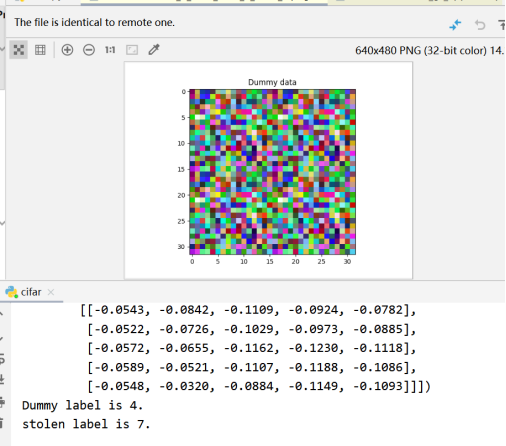 The file is identical to remote one.
1:1
640x480 PNG (32-bit color) 14.
Dummy data
0
5
10
15
20
25
30
0 5 10 15 20 25 30
cifar
[[-0.0543, -0.0842, -0.1109, -0.0924, -0.0782],
[-0.0522, -0.0726, -0.1029, -0.0973, -0.0885],
[-0.0572, -0.0655, -0.1162, -0.1230, -0.1118],
[-0.0589, -0.0521, -0.1107, -0.1188, -0.1086],
[-0.0548, -0.0320, -0.0884, -0.1149, -0.1093]]])
Dummy label is 4.
stolen label is 7.